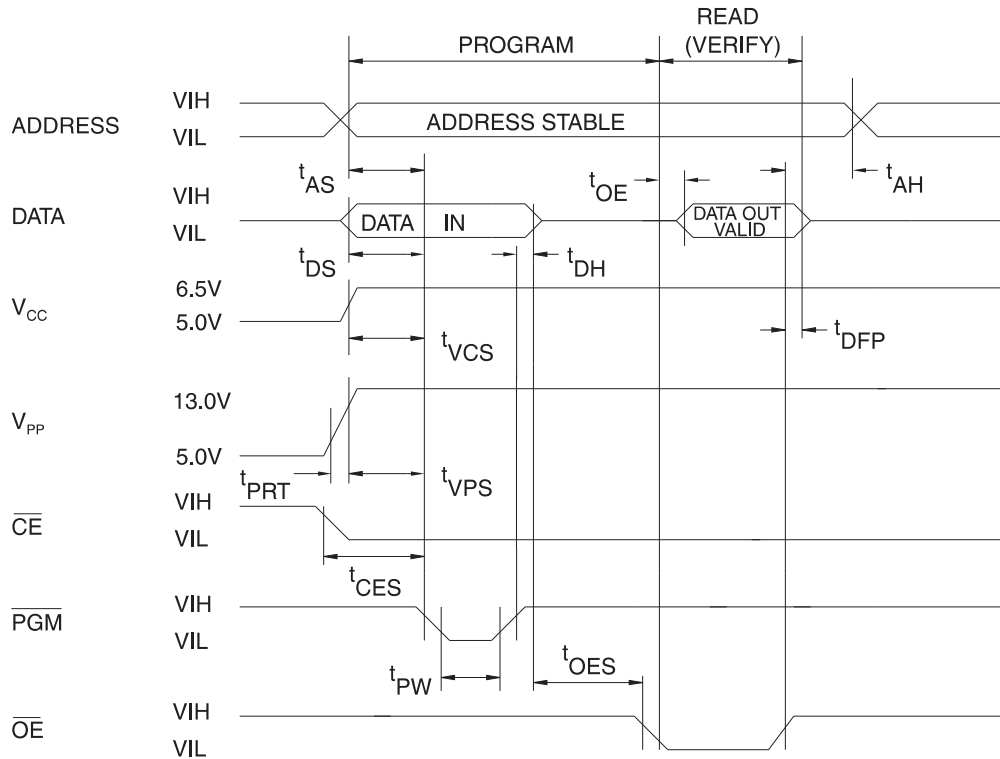 READ
PROGRAM (VERIFY)
VIH
ADDRESS ADDRESS STABLE
VIL
tAS tOE tAH
VIH
DATA DATA IN DATA OUT
VALID
VIL
tDS tDH
6.5V
VCC
5.0V
tVCS tDFP
13.0V
VPP
5.0V
tPRT tVPS
VIH
CE
VIL
tCES
VIH
PGM
VIL
tPW tOES
VIH
OE
VIL